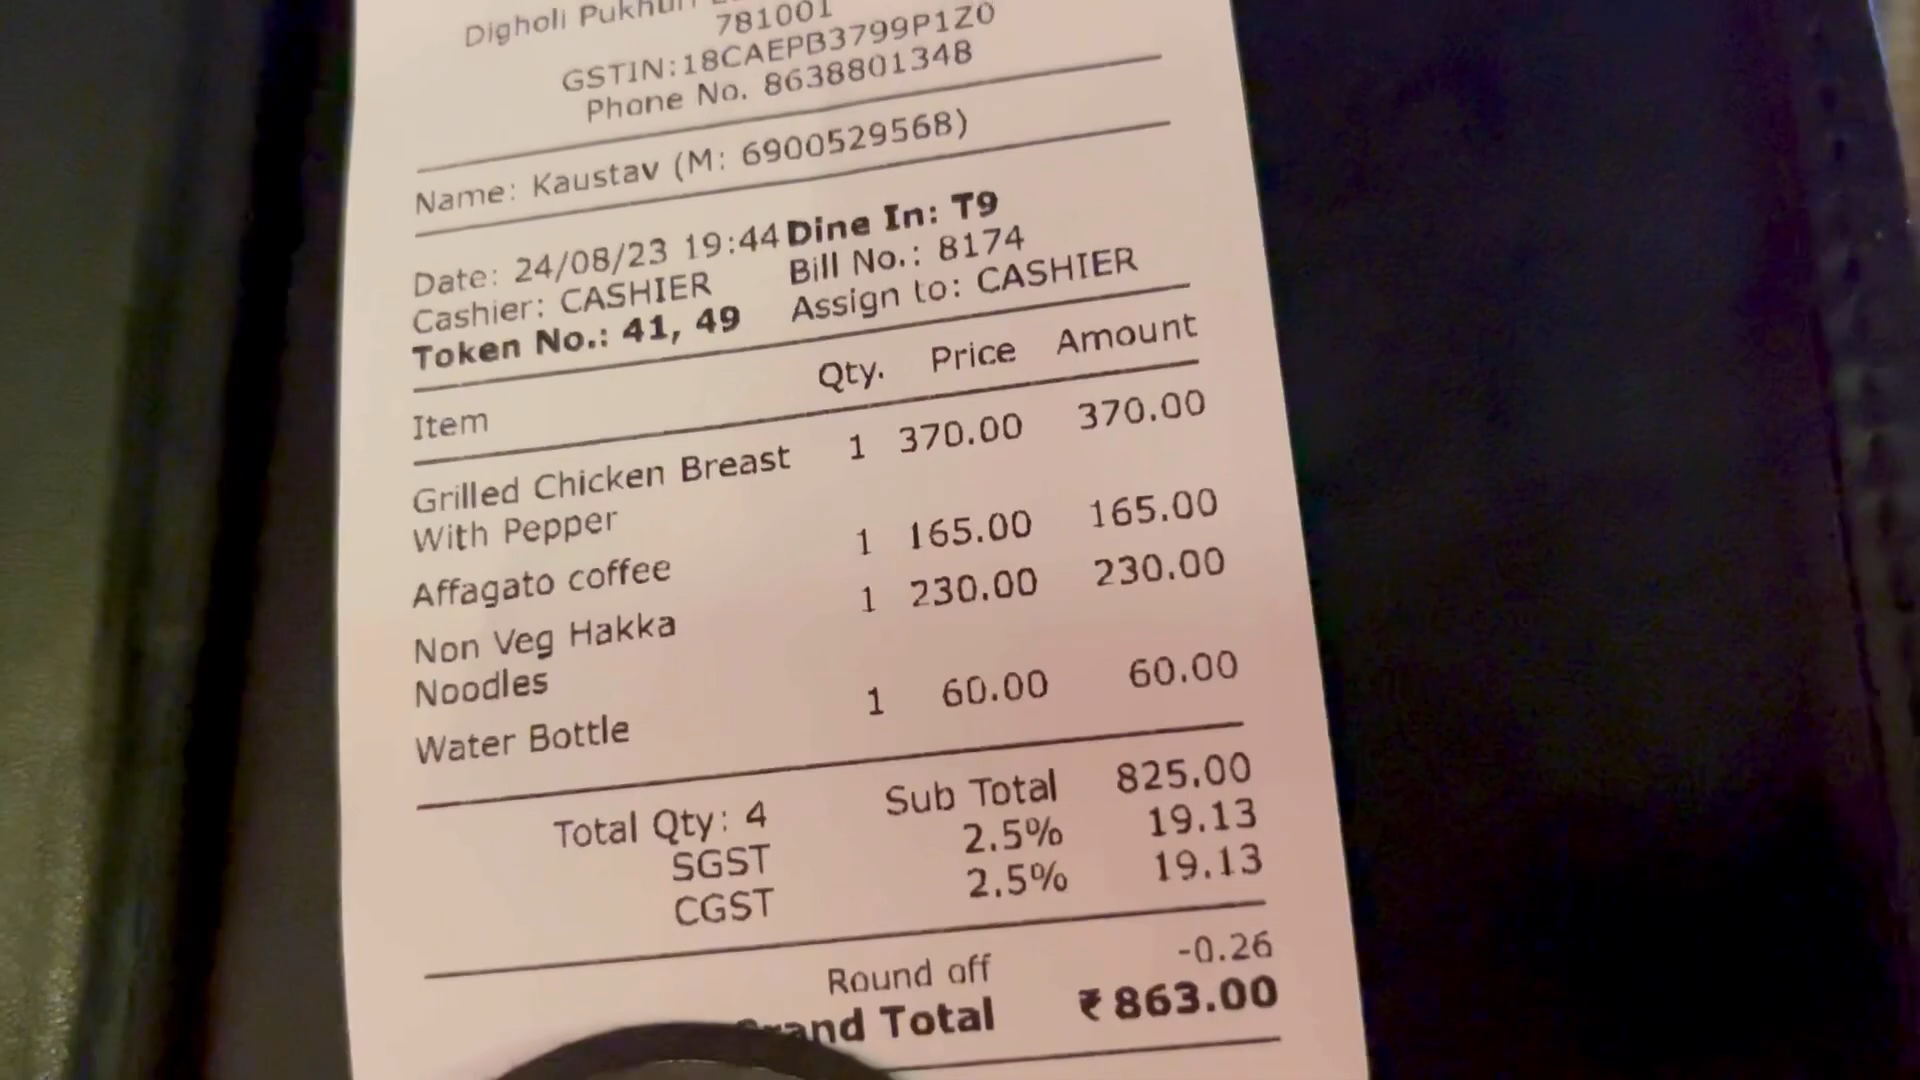 Digholi Pukhuri
781001
GSTIN:18CAEPB3799P1Z0
Phone No. 8638801348
Name: Kaustav (M: 6900529568)
Date: 24/08/23 19:44 Dine In: T9
Cashier: CASHIER Bill No.: 8174
Token No.: 41, 49 Assign to: CASHIER
Item Qty. Price Amount
Grilled Chicken Breast 1 370.00 370.00
With Pepper
Affagato coffee 1 165.00 165.00
Non Veg Hakka 1 230.00 230.00
Noodles
Water Bottle 1 60.00 60.00
Total Qty: 4 Sub Total 825.00
SGST 2.5% 19.13
CGST 2.5% 19.13
Round off -0.26
Grand Total ₹ 863.00